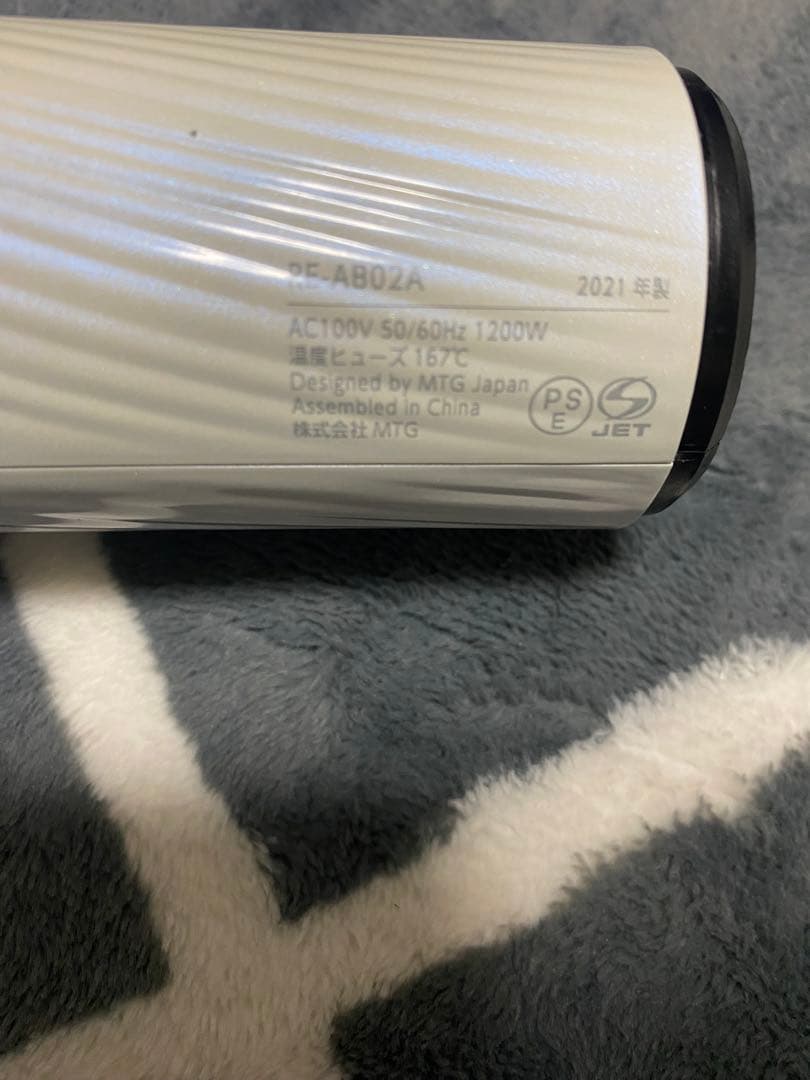 RE-AB02A
2021 年製
AC100V 50/60Hz 1200W
温度ヒューズ 167℃
Designed by MTG Japan
Assembled in China
株式会社 MTG
PS
E
JET